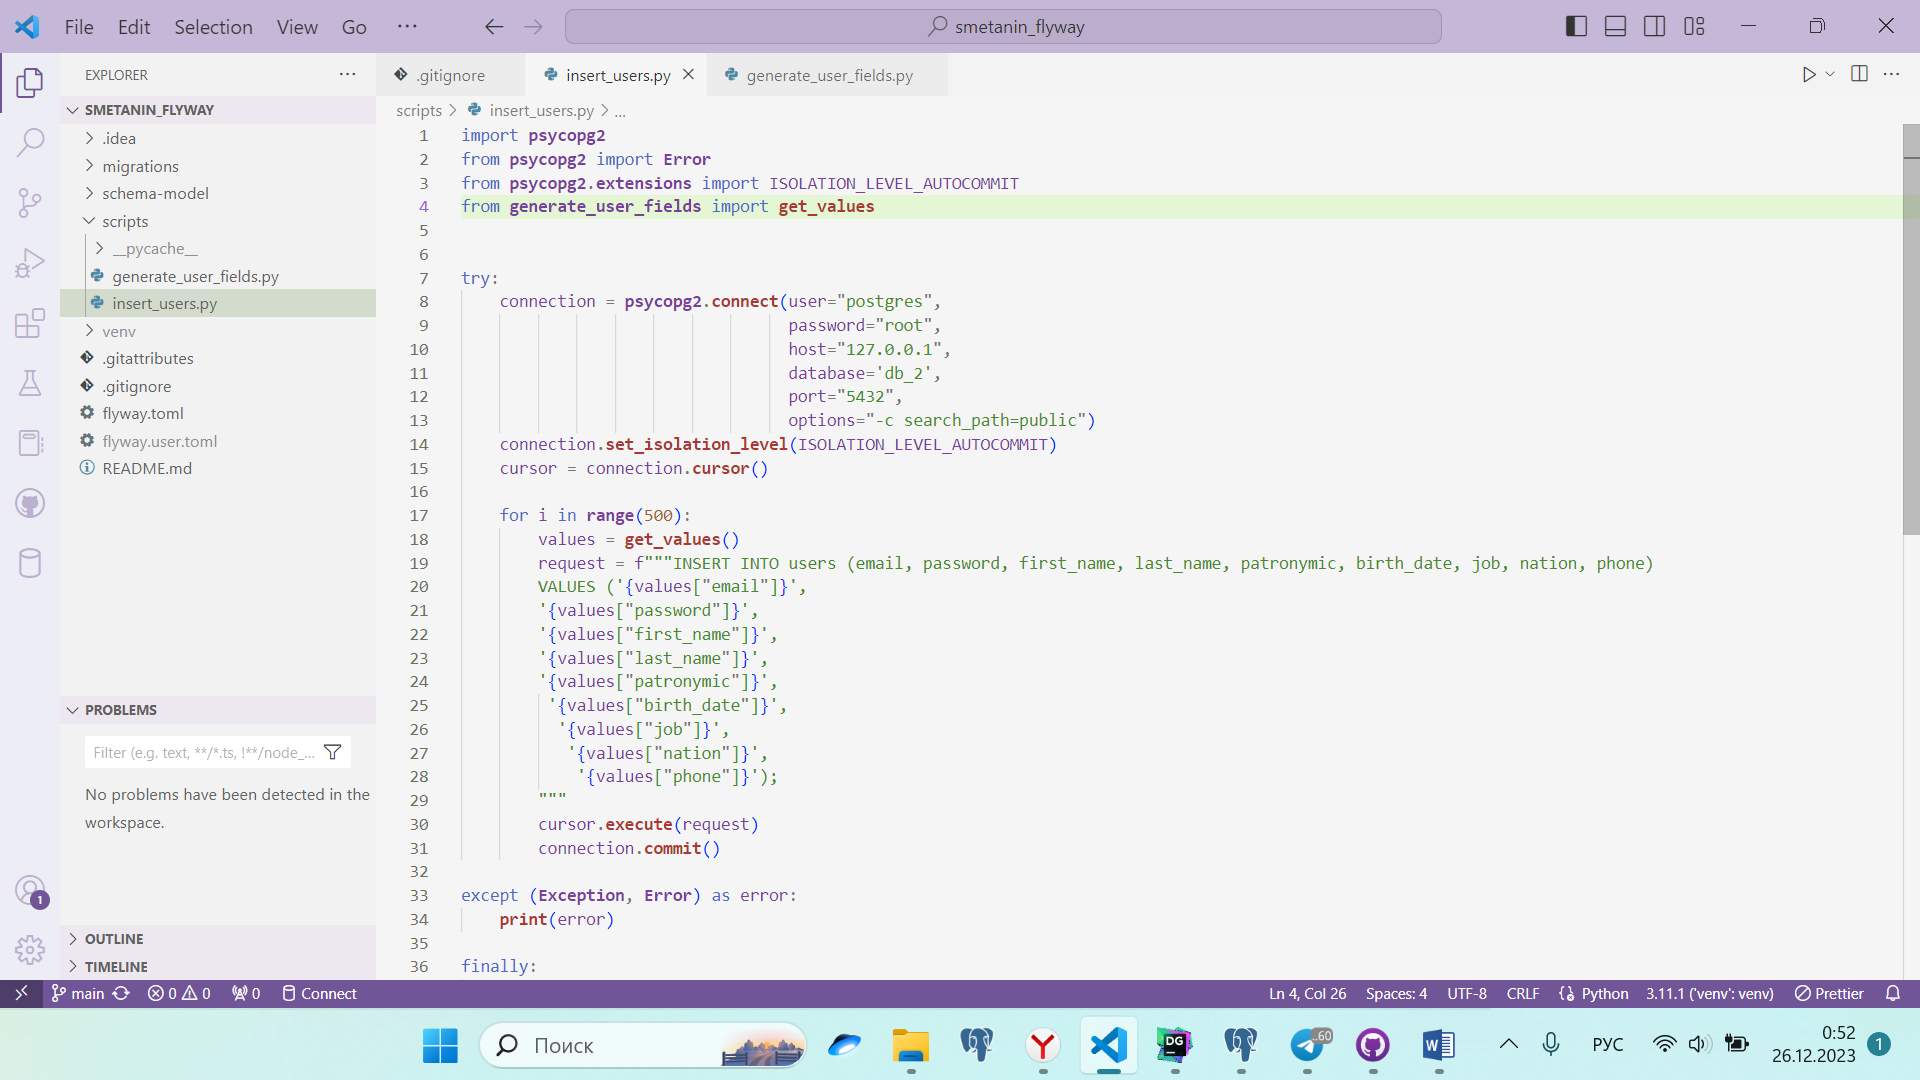 File Edit Selection View Go ··· smetanin_flyway
EXPLORER ···
.gitignore insert_users.py generate_user_fields.py ···
SMETANIN_FLYWAY
.idea
migrations
schema-model
scripts
__pycache__
generate_user_fields.py
insert_users.py
venv
.gitattributes
.gitignore
flyway.toml
flyway.user.toml
README.md
PROBLEMS
Filter (e.g. text, **/*.ts, !**/node_...
No problems have been detected in the
workspace.
OUTLINE
TIMELINE
1
scripts > insert_users.py > ...
1 import psycopg2
2 from psycopg2 import Error
3 from psycopg2.extensions import ISOLATION_LEVEL_AUTOCOMMIT
4 from generate_user_fields import get_values
5
6
7 try:
8     connection = psycopg2.connect(user="postgres",
9                                   password="root",
10                                   host="127.0.0.1",
11                                   database='db_2',
12                                   port="5432",
13                                   options="-c search_path=public")
14     connection.set_isolation_level(ISOLATION_LEVEL_AUTOCOMMIT)
15     cursor = connection.cursor()
16
17     for i in range(500):
18         values = get_values()
19         request = f"""INSERT INTO users (email, password, first_name, last_name, patronymic, birth_date, job, nation, phone)
20         VALUES ('{values["email"]}',
21         '{values["password"]}',
22         '{values["first_name"]}',
23         '{values["last_name"]}',
24         '{values["patronymic"]}',
25          '{values["birth_date"]}',
26           '{values["job"]}',
27            '{values["nation"]}',
28             '{values["phone"]}');
29         """
30         cursor.execute(request)
31         connection.commit()
32
33 except (Exception, Error) as error:
34     print(error)
35
36 finally:
main 0 0 0 Connect Ln 4, Col 26 Spaces: 4 UTF-8 CRLF Python 3.11.1 ('venv': venv) Prettier
Поиск Y DG ..60 W РУС 0:52
26.12.2023 1